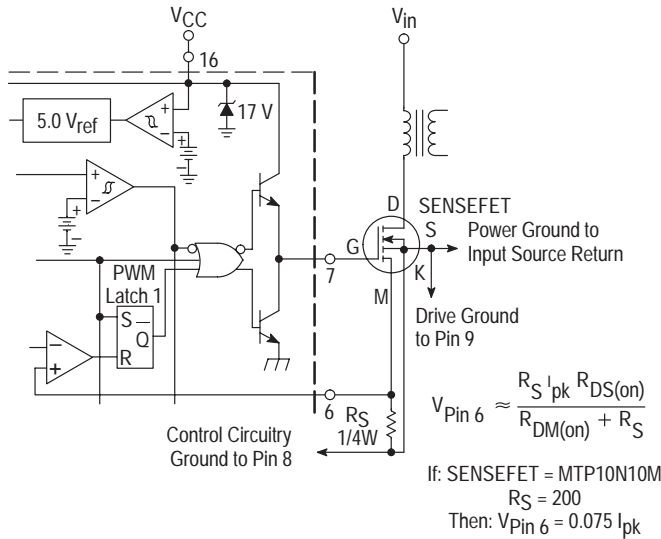 VCC
Vin
16
17 V
5.0 Vref
+
−
+
−
+
−
+
−
D SENSEFET
S
Power Ground to
Input Source Return
G
K
7
M
PWM
Latch 1
S
Q
R
−
+
Drive Ground
to Pin 9
6
RS
1/4W
Control Circuitry
Ground to Pin 8
VPin 6 ≈ RS Ipk RDS(on)
RDM(on) + RS
If: SENSEFET = MTP10N10M
RS = 200
Then: VPin 6 = 0.075 Ipk